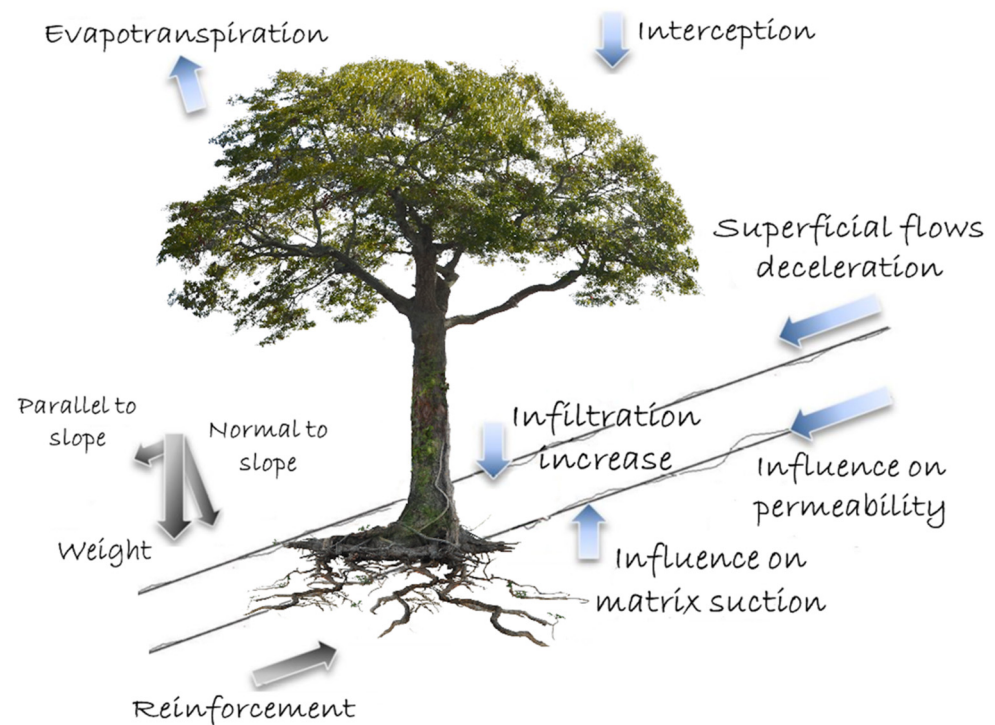 Evapotranspiration
Interception
Superficial flows
deceleration
Parallel to
slope
Normal to
slope
Weight
Infiltration
increase
Influence on
permeability
Influence on
matrix suction
Reinforcement